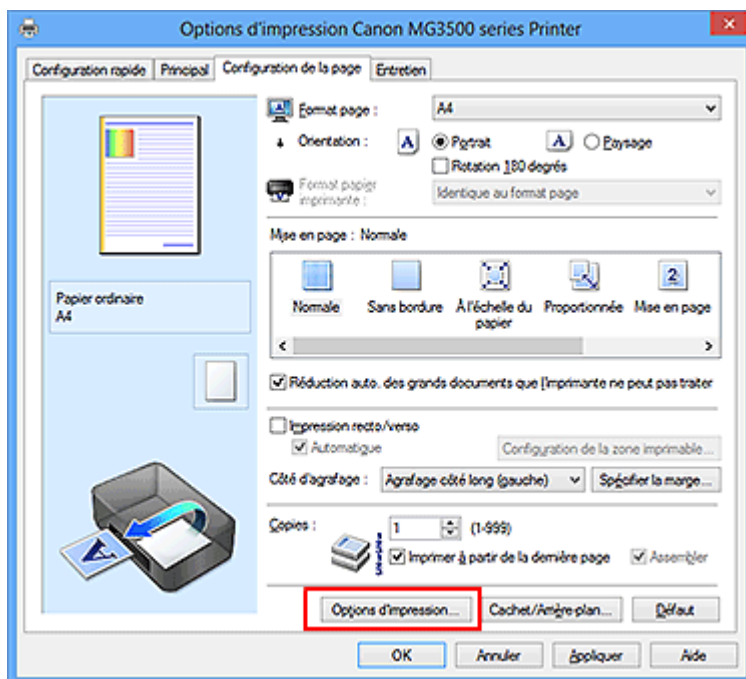 Options d'impression Canon MG3500 series Printer
Configuration rapide Principal Configuration de la page Entretien
Format page : A4
Orientation : A Portrait A Paysage
Rotation 180 degrés
Format papier imprimante : Identique au format page
Mise en page : Normale
Normale Sans bordure À l'échelle du papier Proportionnée Mise en page
Papier ordinaire
A4
Réduction auto. des grands documents que l'imprimante ne peut pas traiter
Impression recto/verso
Automatique Configuration de la zone imprimable...
Côté d'agrafage : Agrafage côté long (gauche) Spécifier la marge...
Copies : 1 (1-999)
Imprimer à partir de la dernière page Assembler
Options d'impression... Cachet/Arrière-plan... Défaut
OK Annuler Appliquer Aide